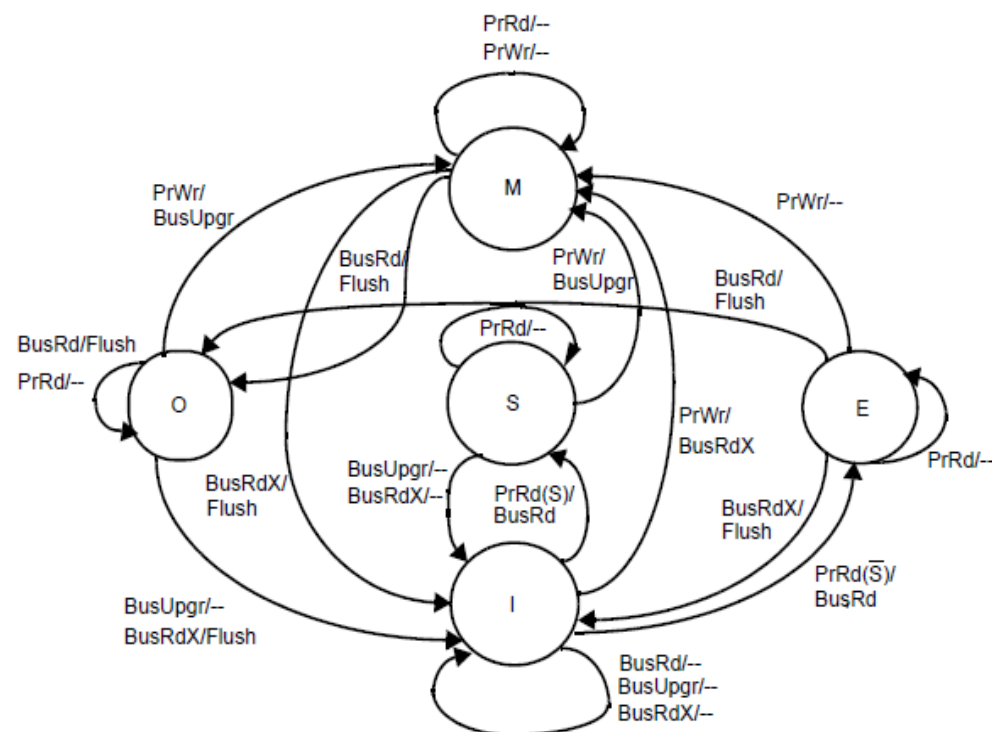 PrRd/--
PrWr/--
M
PrWr/
BusUpgr
PrWr/--
BusRd/
Flush
PrWr/
BusUpgr
BusRd/
Flush
BusRd/Flush
PrRd/--
PrRd/--
O
S
E
PrWr/
BusRdX
PrRd/--
BusUpgr/--
BusRdX/--
BusRdX/
Flush
PrRd(S)/
BusRd
BusRdX/
Flush
PrRd(S̅)/
BusRd
I
BusUpgr/--
BusRdX/Flush
BusRd/--
BusUpgr/--
BusRdX/--